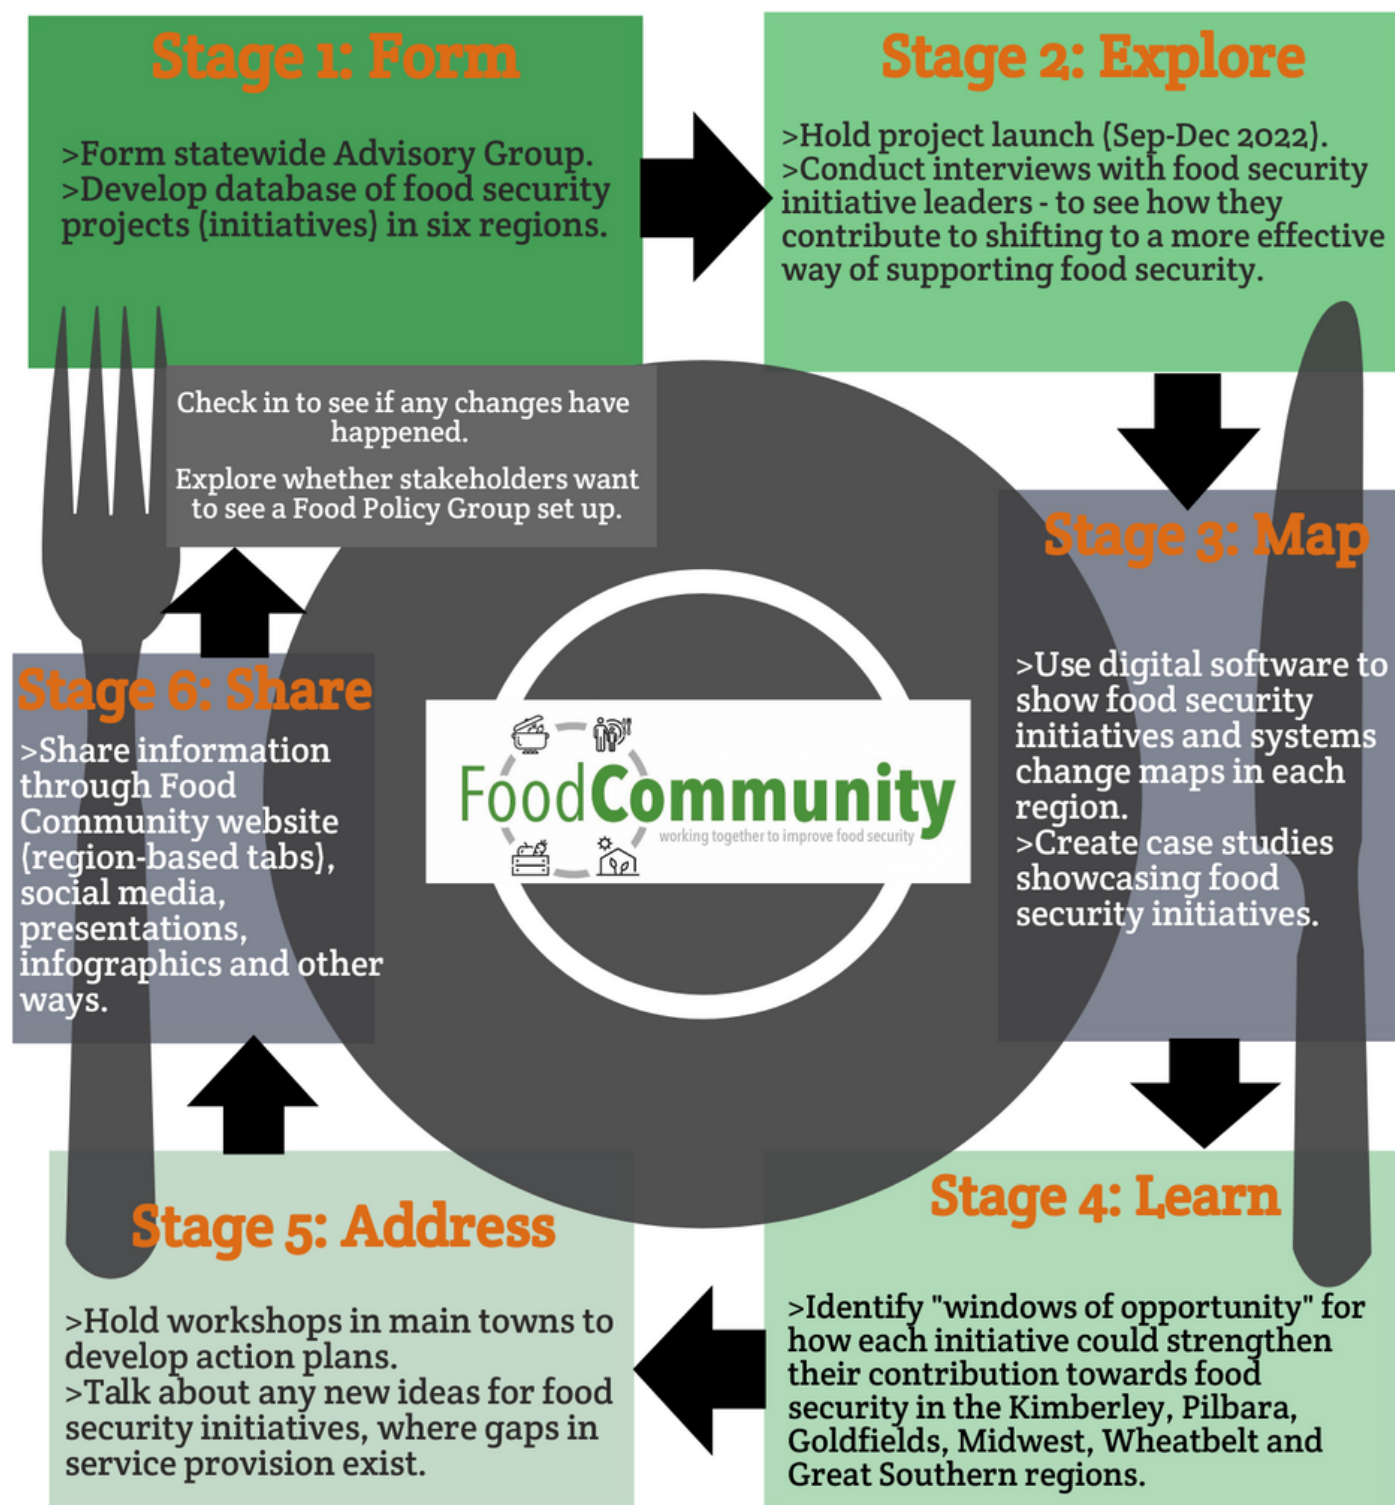 Stage 1: Form
>Form statewide Advisory Group.
>Develop database of food security
projects (initiatives) in six regions.
Stage 2: Explore
>Hold project launch (Sep-Dec 2022).
>Conduct interviews with food security
initiative leaders - to see how they
contribute to shifting to a more effective
way of supporting food security.
Stage 3: Map
>Use digital software to
show food security
initiatives and systems
change maps in each
region.
>Create case studies
showcasing food
security initiatives.
Stage 4: Learn
>Identify "windows of opportunity" for
how each initiative could strengthen
their contribution towards food
security in the Kimberley, Pilbara,
Goldfields, Midwest, Wheatbelt and
Great Southern regions.
Stage 5: Address
>Hold workshops in main towns to
develop action plans.
>Talk about any new ideas for food
security initiatives, where gaps in
service provision exist.
Stage 6: Share
>Share information
through Food
Community website
(region-based tabs),
social media,
presentations,
infographics and other
ways.
Check in to see if any changes have
happened.
Explore whether stakeholders want
to see a Food Policy Group set up.
FoodCommunity
working together to improve food security